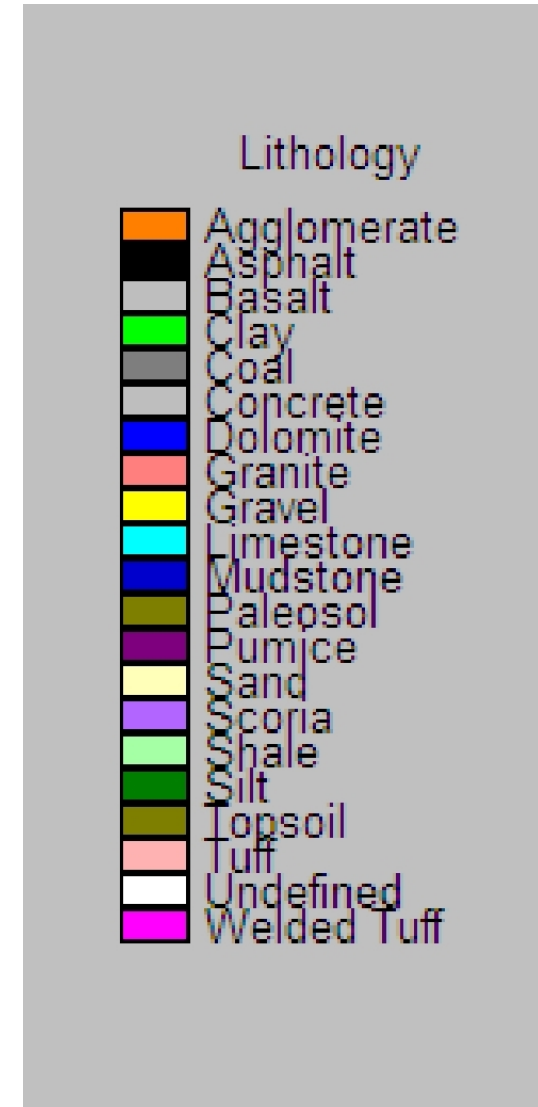 Lithology
Agglomerate
Asphalt
Basalt
Clay
Coal
Concrete
Dolomite
Granite
Gravel
Limestone
Mudstone
Paleosol
Pumice
Sand
Scoria
Shale
Silt
Topsoil
Tuff
Undefined
Welded Tuff